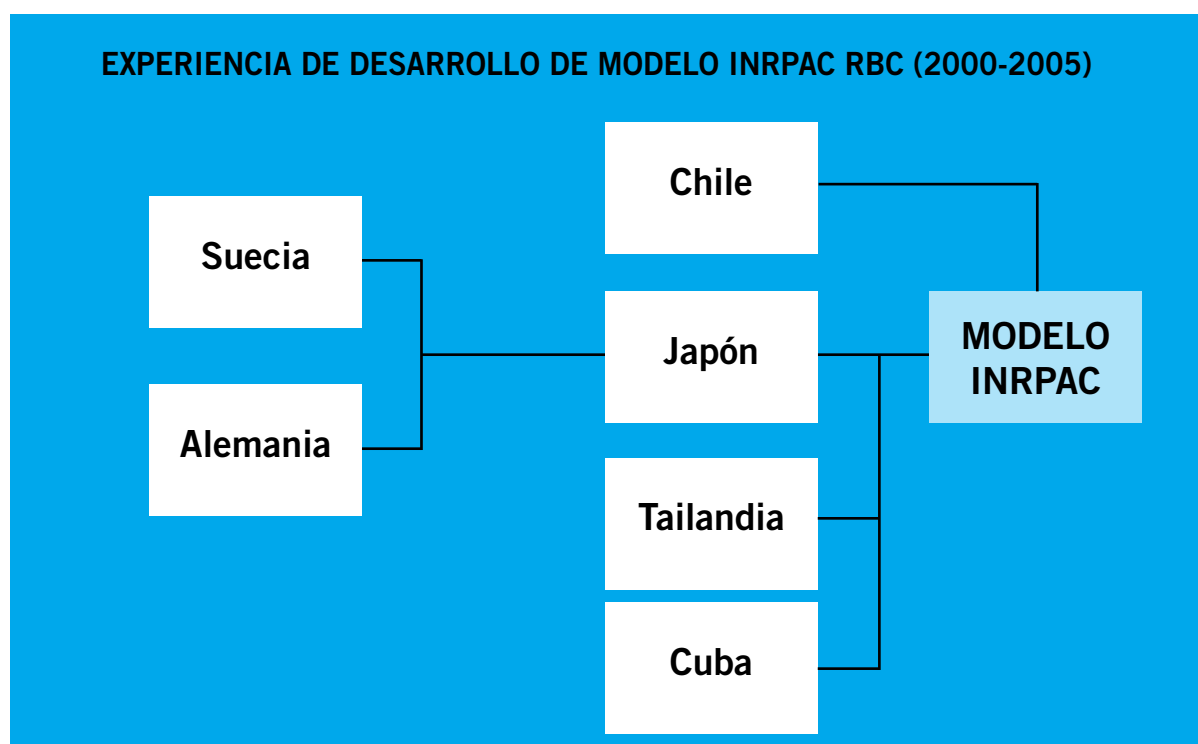 EXPERIENCIA DE DESARROLLO DE MODELO INRPAC RBC (2000-2005)
Suecia
Alemania
Chile
Japón
Tailandia
Cuba
MODELO
INRPAC